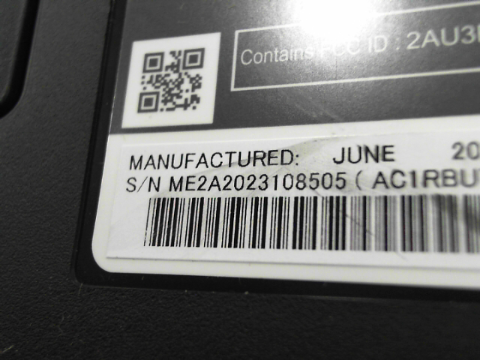 Contains FCC ID : 2AU3
MANUFACTURED: JUNE 20
S/N ME2A2023108505 ( AC1RBU